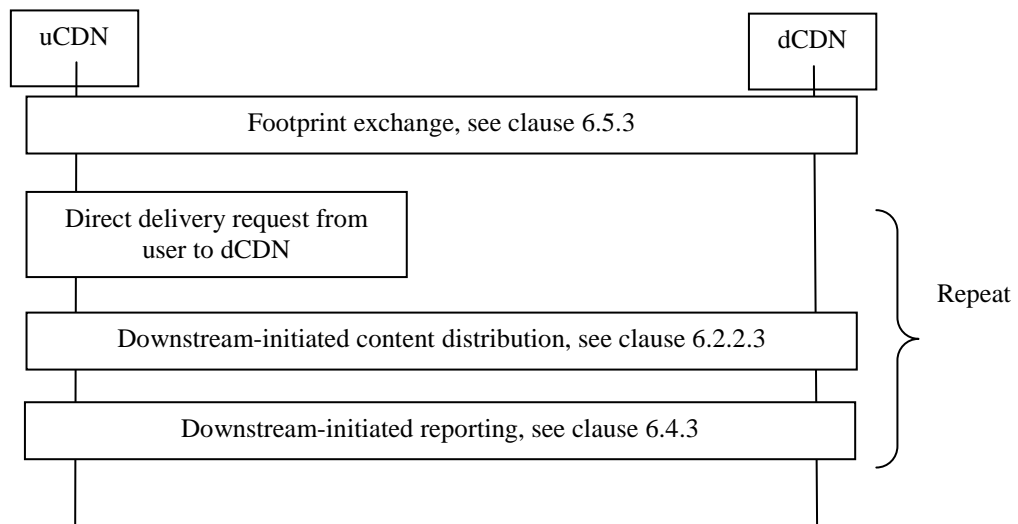 uCDN
dCDN
Footprint exchange, see clause 6.5.3
Direct delivery request from
user to dCDN
Repeat
Downstream-initiated content distribution, see clause 6.2.2.3
Downstream-initiated reporting, see clause 6.4.3